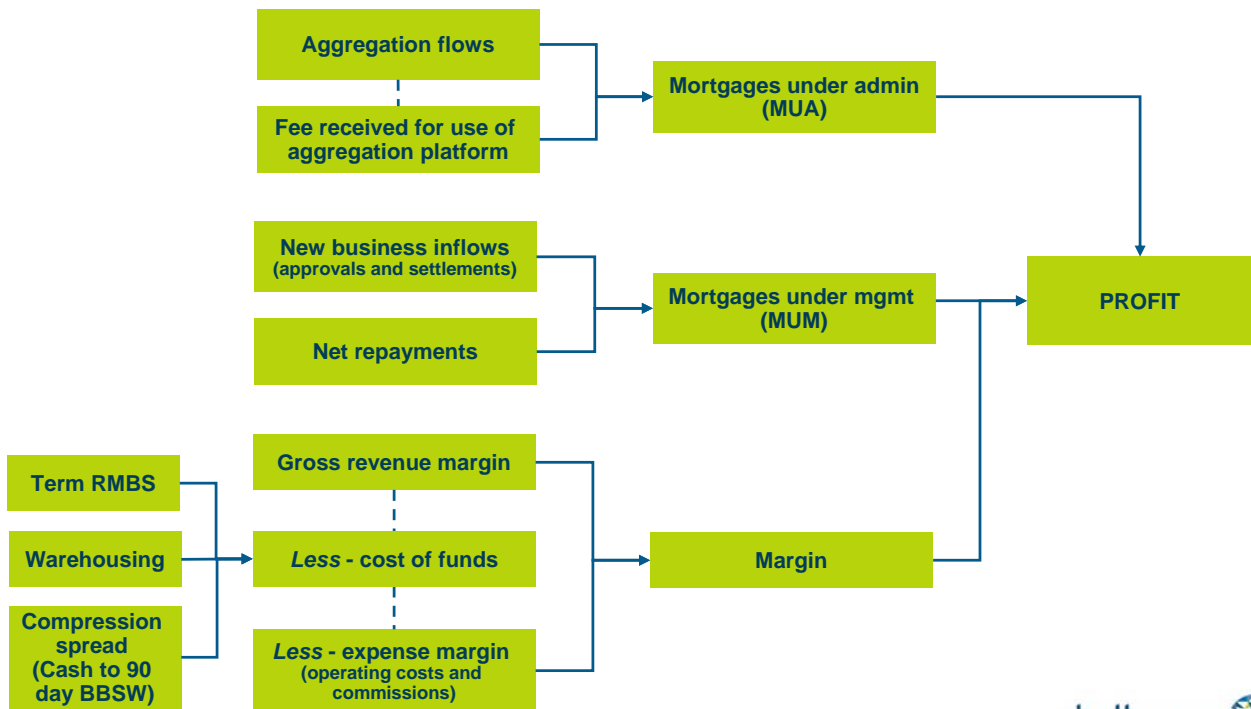 Aggregation flows
Fee received for use of
aggregation platform
Mortgages under admin
(MUA)
New business inflows
(approvals and settlements)
Net repayments
Mortgages under mgmt
(MUM)
PROFIT
Term RMBS
Warehousing
Compression
spread
(Cash to 90
day BBSW)
Gross revenue margin
Less - cost of funds
Less - expense margin
(operating costs and
commissions)
Margin